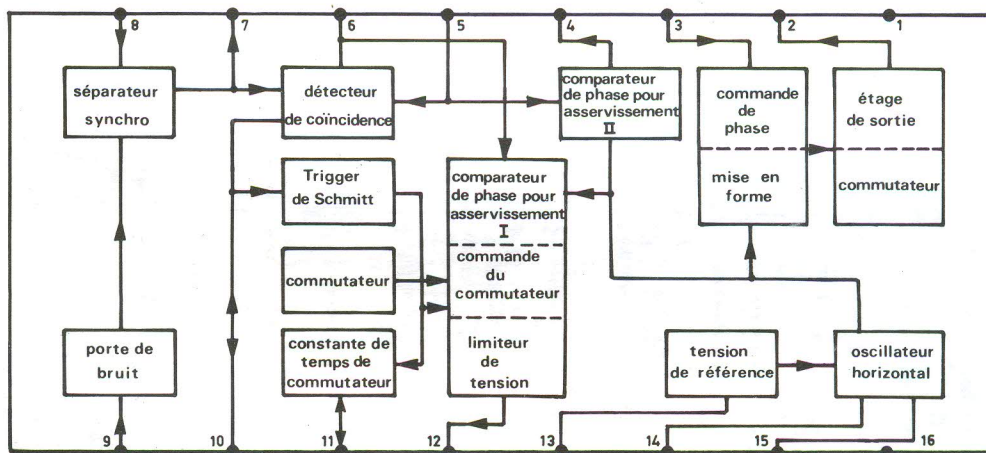 8
7
6
5
4
3
2
1
séparateur
synchro
détecteur
de coïncidence
comparateur
de phase pour
asservissement
II
commande
de
phase
mise en
forme
étage
de sortie
commutateur
Trigger
de Schmitt
comparateur
de phase pour
asservissement
I
commande
du
commutateur
limiteur
de
tension
commutateur
constante de
temps de
commutateur
porte de
bruit
tension
de référence
oscillateur
horizontal
9
10
11
12
13
14
15
16